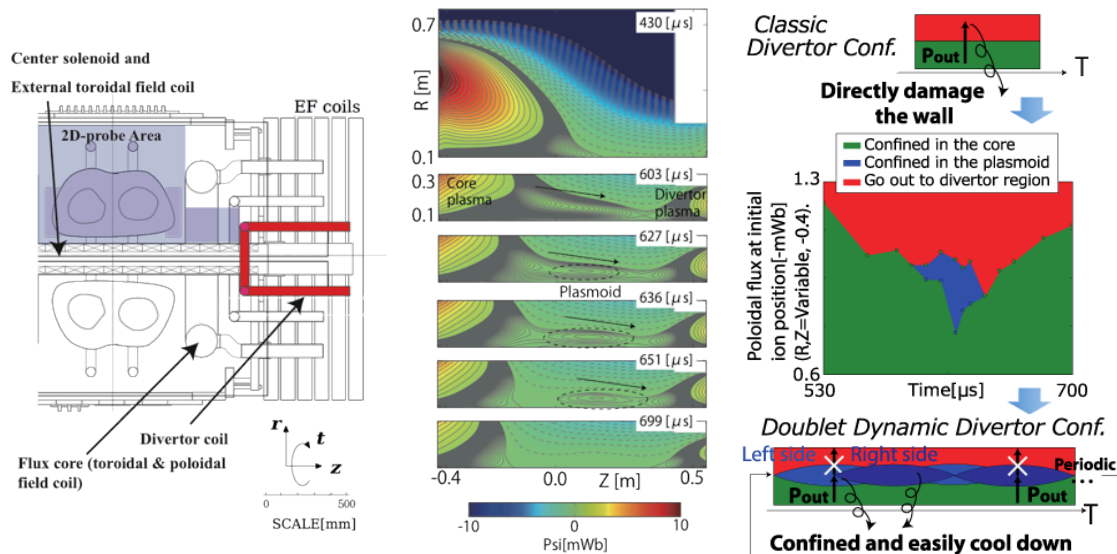 Center solenoid and
External toroidal field coil
EF coils
2D-probe Area
Divertor coil
Flux core (toroidal & poloidal
field coil)
r
t
z
0
500
SCALE[mm]
0.7
R [m]
0.1
430 [μs]
0.3
0.1
Core
plasma
603 [μs]
Divertor
plasma
627 [μs]
Plasmoid
636 [μs]
651 [μs]
699 [μs]
-0.4
0.0
Z [m]
0.5
-10
0
10
Psi[mWb]
Classic
Divertor Conf.
Pout
T
Directly damage
the wall
Confined in the core
Confined in the plasmoid
Go out to divertor region
1.3
Poloidal flux at initial
ion position[-mWb]
(R,Z=Variable, -0.4).
0.6
530
Time[μs]
700
Doublet Dynamic Divertor Conf.
Left side
Right side
Periodic
...
Pout
Pout
T
Confined and easily cool down